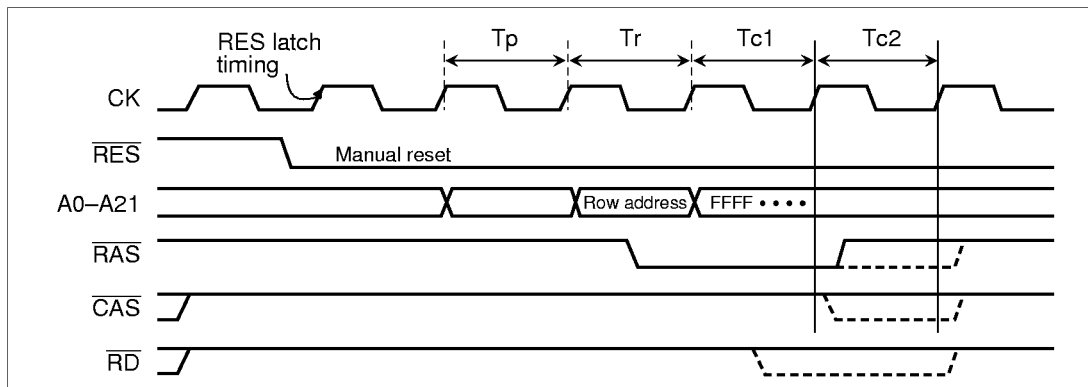 RES latch
timing
Tp Tr Tc1 Tc2
CK
RES Manual reset
A0–A21 Row address FFFF ••••
RAS
CAS
RD